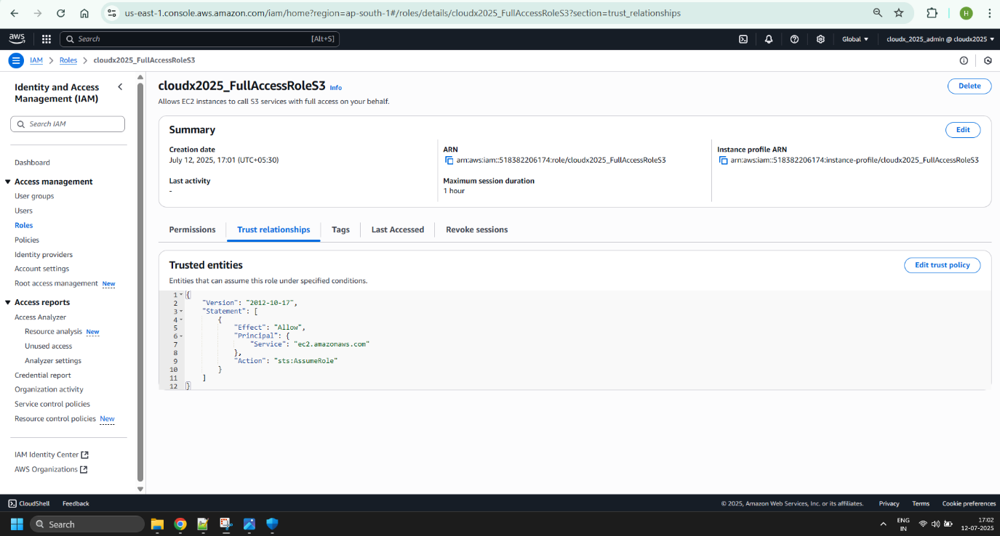 us-east-1.console.aws.amazon.com/iam/home?region=ap-south-1#/roles/details/cloudx2025_FullAccessRoleS3?section=trust_relationships
H
aws
Search
[Alt+S]
Global
cloudx_2025_admin @ cloudx2025
IAM
Roles
cloudx2025_FullAccessRoleS3
Identity and Access
Management (IAM)
Search IAM
Dashboard
Access management
User groups
Users
Roles
Policies
Identity providers
Account settings
Root access management New
Access reports
Access Analyzer
Resource analysis New
Unused access
Analyzer settings
Credential report
Organization activity
Service control policies
Resource control policies New
IAM Identity Center
AWS Organizations
cloudx2025_FullAccessRoleS3 Info
Delete
Allows EC2 instances to call S3 services with full access on your behalf.
Summary
Edit
Creation date
July 12, 2025, 17:01 (UTC+05:30)
Last activity
-
ARN
arn:aws:iam::518382206174:role/cloudx2025_FullAccessRoleS3
Maximum session duration
1 hour
Instance profile ARN
arn:aws:iam::518382206174:instance-profile/cloudx2025_FullAccessRoleS3
Permissions
Trust relationships
Tags
Last Accessed
Revoke sessions
Trusted entities
Edit trust policy
Entities that can assume this role under specified conditions.
1 {
2 "Version": "2012-10-17",
3 "Statement": [
4 {
5 "Effect": "Allow",
6 "Principal": {
7 "Service": "ec2.amazonaws.com"
8 },
9 "Action": "sts:AssumeRole"
10 }
11 ]
12 }
CloudShell
Feedback
© 2025, Amazon Web Services, Inc. or its affiliates.
Privacy
Terms
Cookie preferences
Search
ENG
IN
17:02
12-07-2025